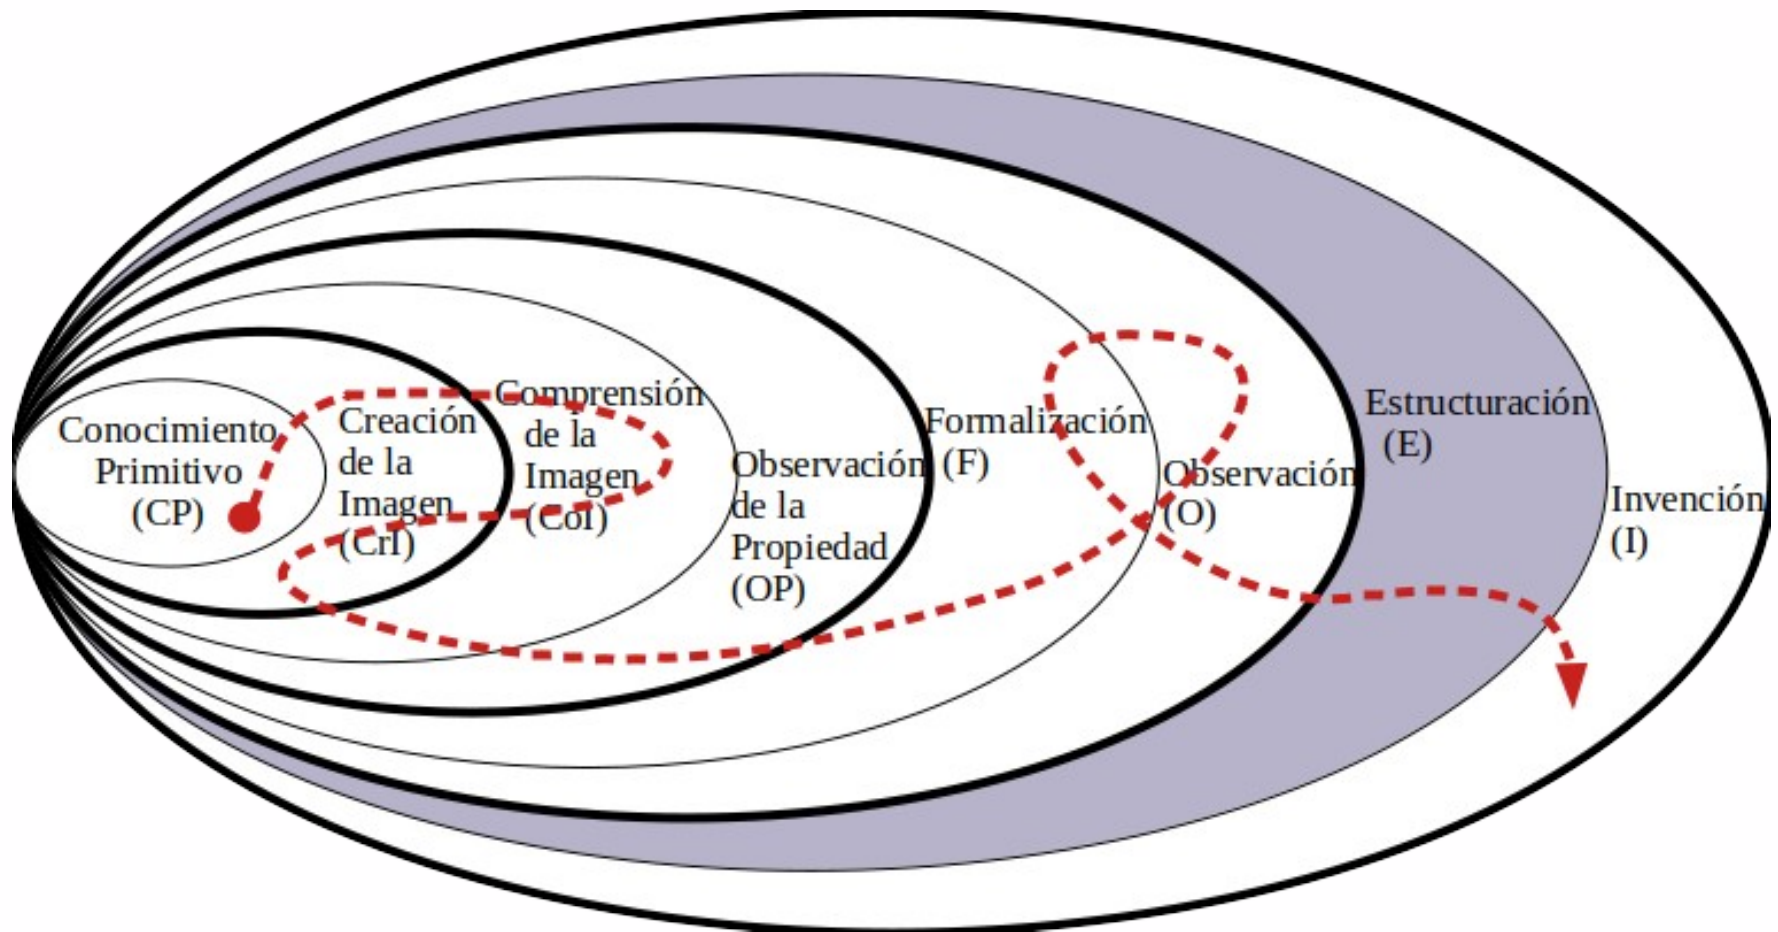 Conocimiento
Primitivo
(CP)
Creación
de la
Imagen
(CrI)
Comprensión
de la
Imagen
(CoI)
Observación
de la
Propiedad
(OP)
Formalización
(F)
Observación
(O)
Estructuración
(E)
Invención
(I)